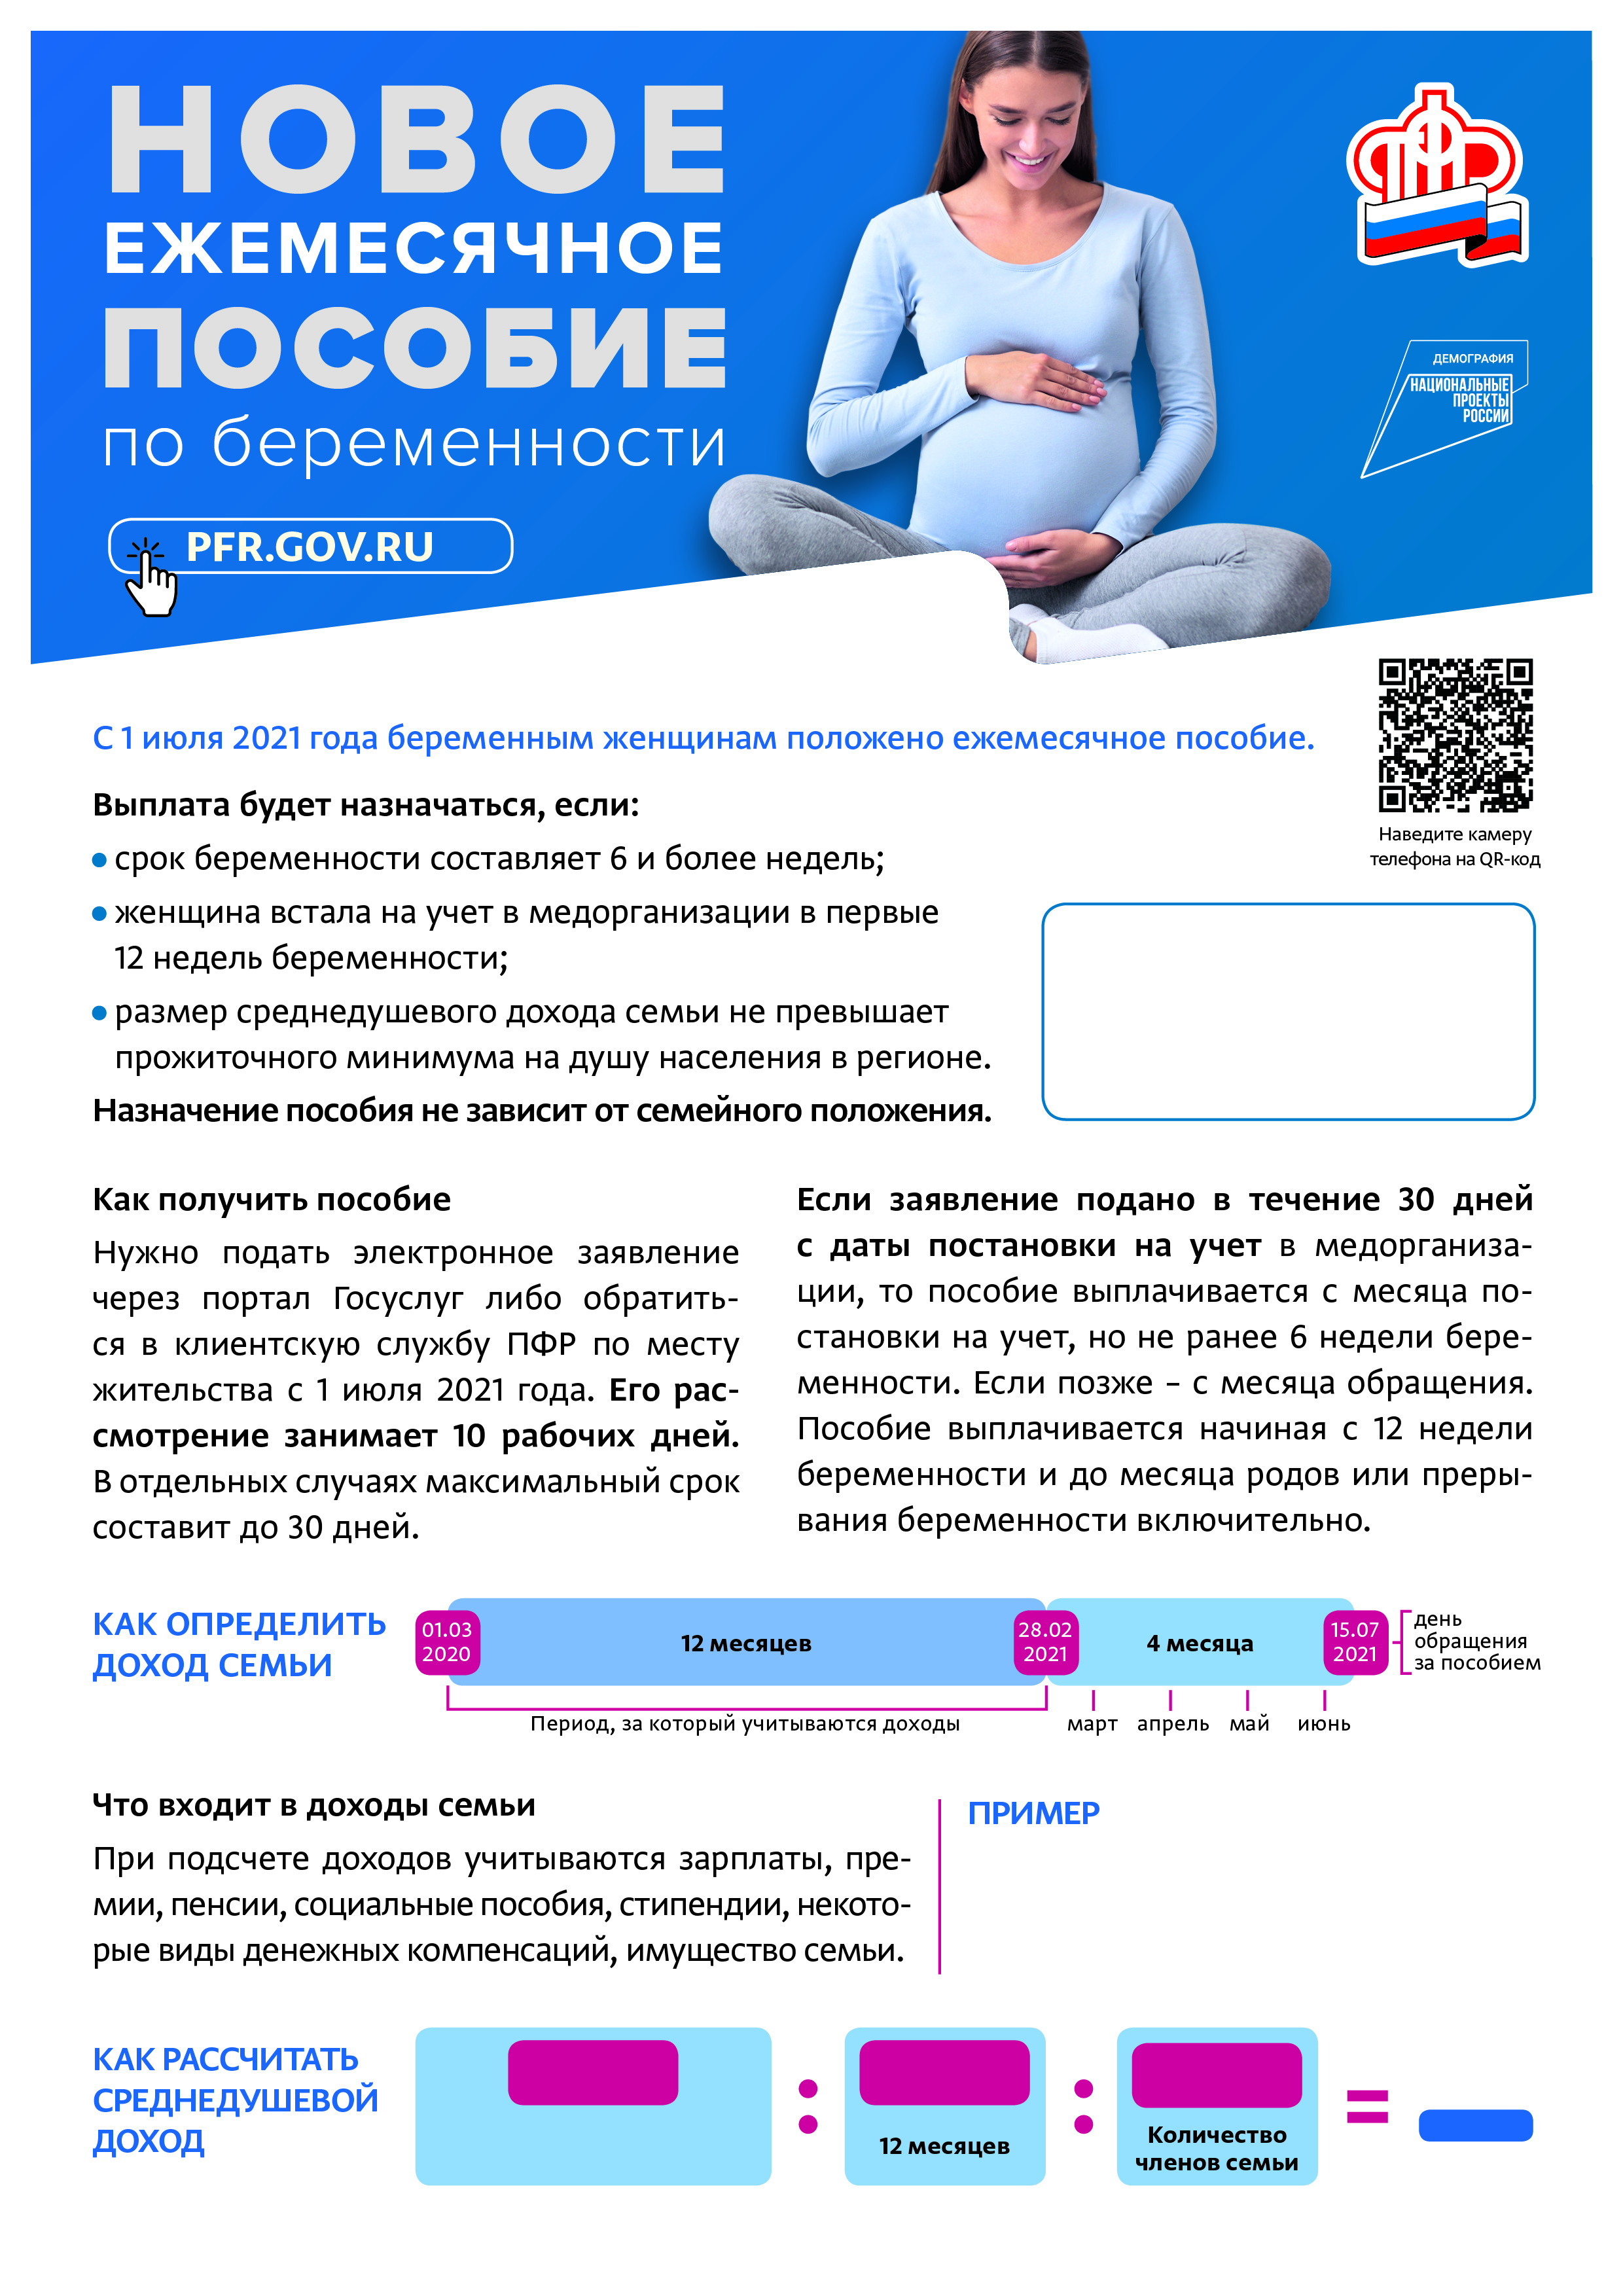 НОВОЕ
ЕЖЕМЕСЯЧНОЕ
ПОСОБИЕ
по беременности
PFR.GOV.RU
ПФР
ДЕМОГРАФИЯ
НАЦИОНАЛЬНЫЕ
ПРОЕКТЫ
РОССИИ
С 1 июля 2021 года беременным женщинам положено ежемесячное пособие.
Наведите камеру
телефона на QR-код
Выплата будет назначаться, если:
• срок беременности составляет 6 и более недель;
• женщина встала на учет в медорганизации в первые
12 недель беременности;
• размер среднедушевого дохода семьи не превышает
прожиточного минимума на душу населения в регионе.
Назначение пособия не зависит от семейного положения.
Как получить пособие
Нужно подать электронное заявление
через портал Госуслуг либо обратить-
ся в клиентскую службу ПФР по месту
жительства с 1 июля 2021 года. Его рас-
смотрение занимает 10 рабочих дней.
В отдельных случаях максимальный срок
составит до 30 дней.
Если заявление подано в течение 30 дней
с даты постановки на учет в медорганиза-
ции, то пособие выплачивается с месяца по-
становки на учет, но не ранее 6 недели бере-
менности. Если позже – с месяца обращения.
Пособие выплачивается начиная с 12 недели
беременности и до месяца родов или преры-
вания беременности включительно.
КАК ОПРЕДЕЛИТЬ
ДОХОД СЕМЬИ
01.03
2020
12 месяцев
28.02
2021
4 месяца
15.07
2021
день
обращения
за пособием
Период, за который учитываются доходы
март апрель май июнь
Что входит в доходы семьи
При подсчете доходов учитываются зарплаты, пре-
мии, пенсии, социальные пособия, стипендии, некото-
рые виды денежных компенсаций, имущество семьи.
ПРИМЕР
КАК РАССЧИТАТЬ
СРЕДНЕДУШЕВОЙ
ДОХОД
:
12 месяцев
:
Количество
членов семьи
=